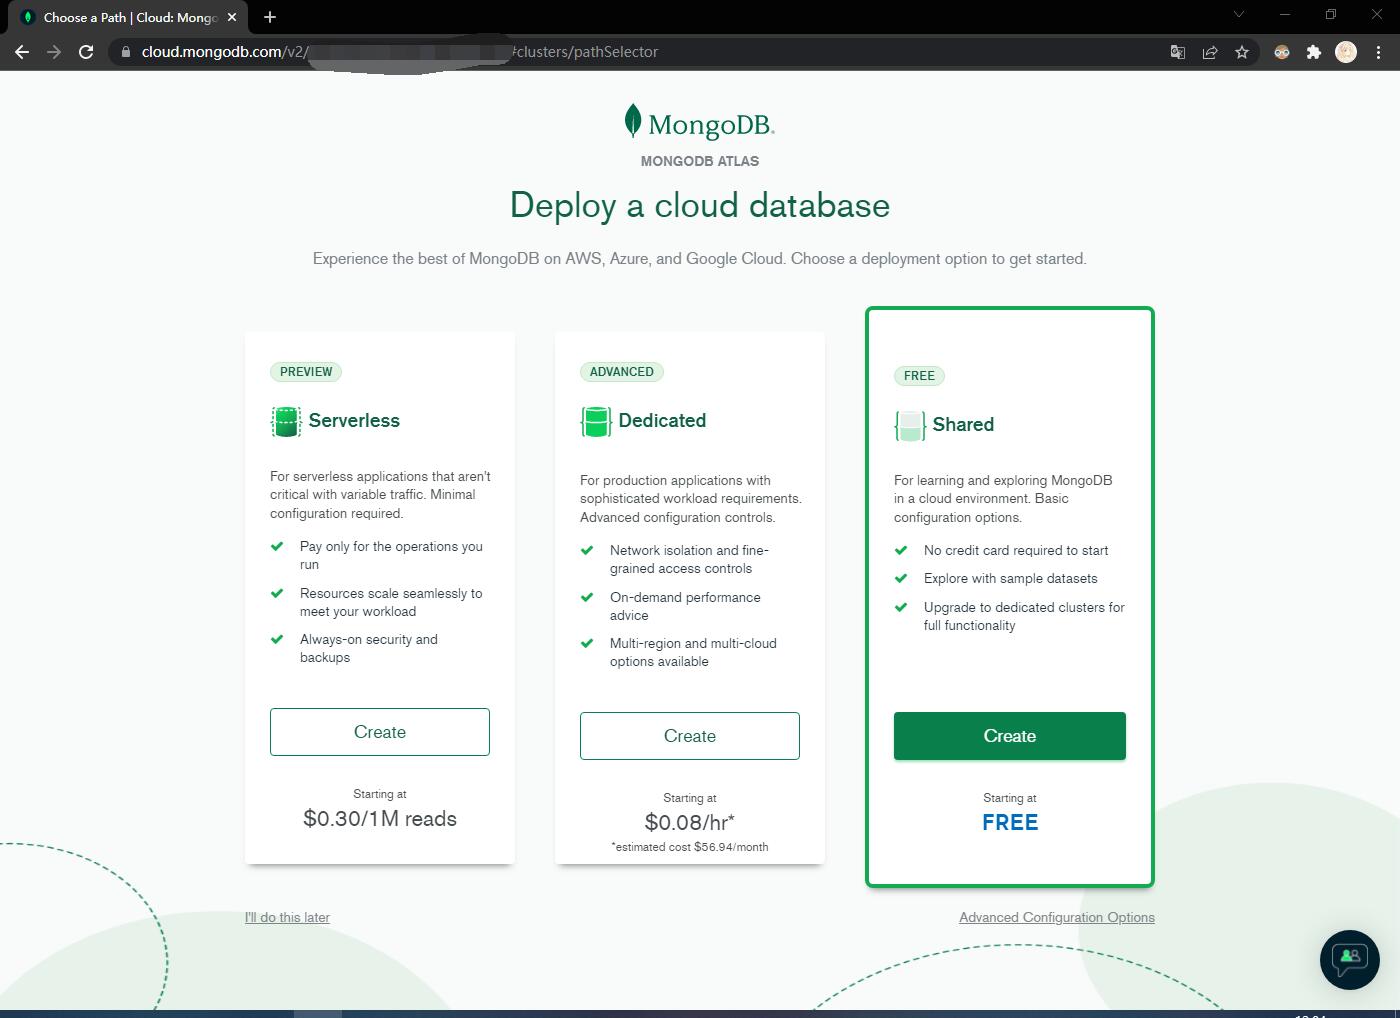 Choose a Path | Cloud: Mongo
cloud.mongodb.com/v2/
#clusters/pathSelector
MongoDB.
MONGODB ATLAS
Deploy a cloud database
Experience the best of MongoDB on AWS, Azure, and Google Cloud. Choose a deployment option to get started.
PREVIEW
Serverless
For serverless applications that aren't
critical with variable traffic. Minimal
configuration required.
Pay only for the operations you
run
Resources scale seamlessly to
meet your workload
Always-on security and
backups
Create
Starting at
$0.30/1M reads
ADVANCED
Dedicated
For production applications with
sophisticated workload requirements.
Advanced configuration controls.
Network isolation and fine-
grained access controls
On-demand performance
advice
Multi-region and multi-cloud
options available
Create
Starting at
$0.08/hr*
*estimated cost $56.94/month
FREE
Shared
For learning and exploring MongoDB
in a cloud environment. Basic
configuration options.
No credit card required to start
Explore with sample datasets
Upgrade to dedicated clusters for
full functionality
Create
Starting at
FREE
I'll do this later
Advanced Configuration Options